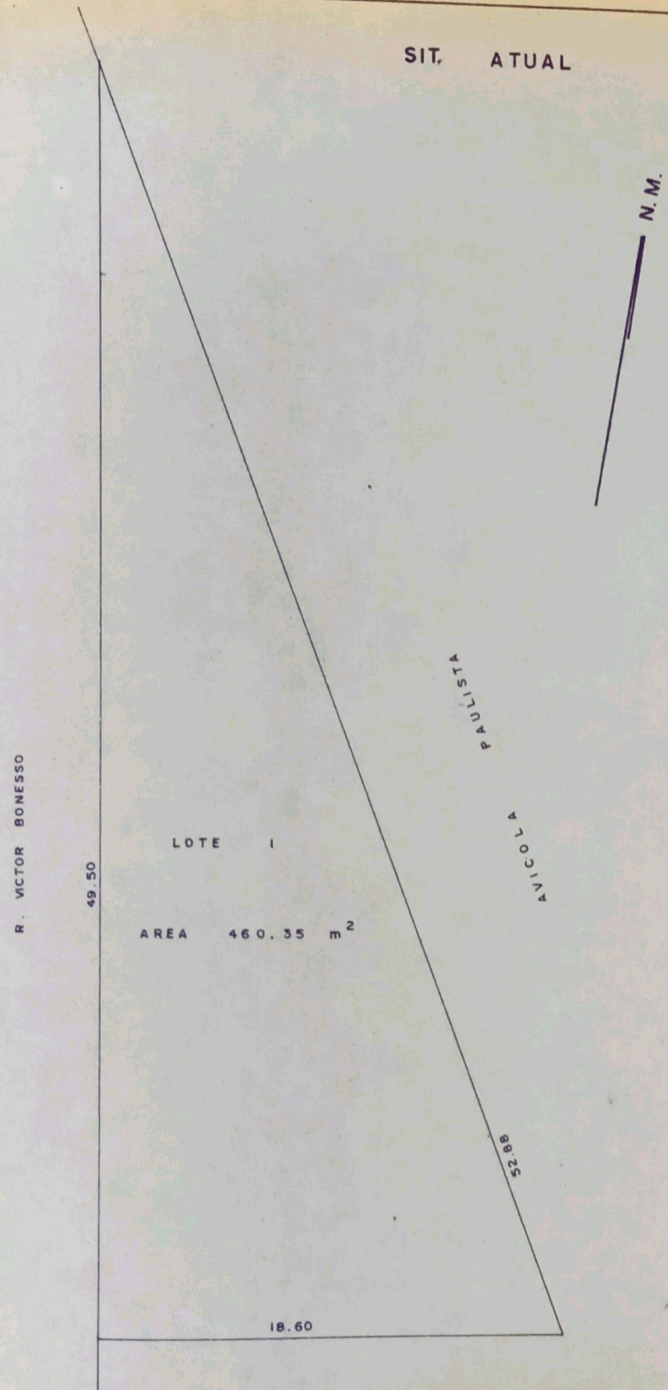 SIT. ATUAL
N. M.
AVICOLA PAULISTA
R. VICTOR BONESSO
49.50
LOTE 1
AREA 460.35 m²
52.88
18.60